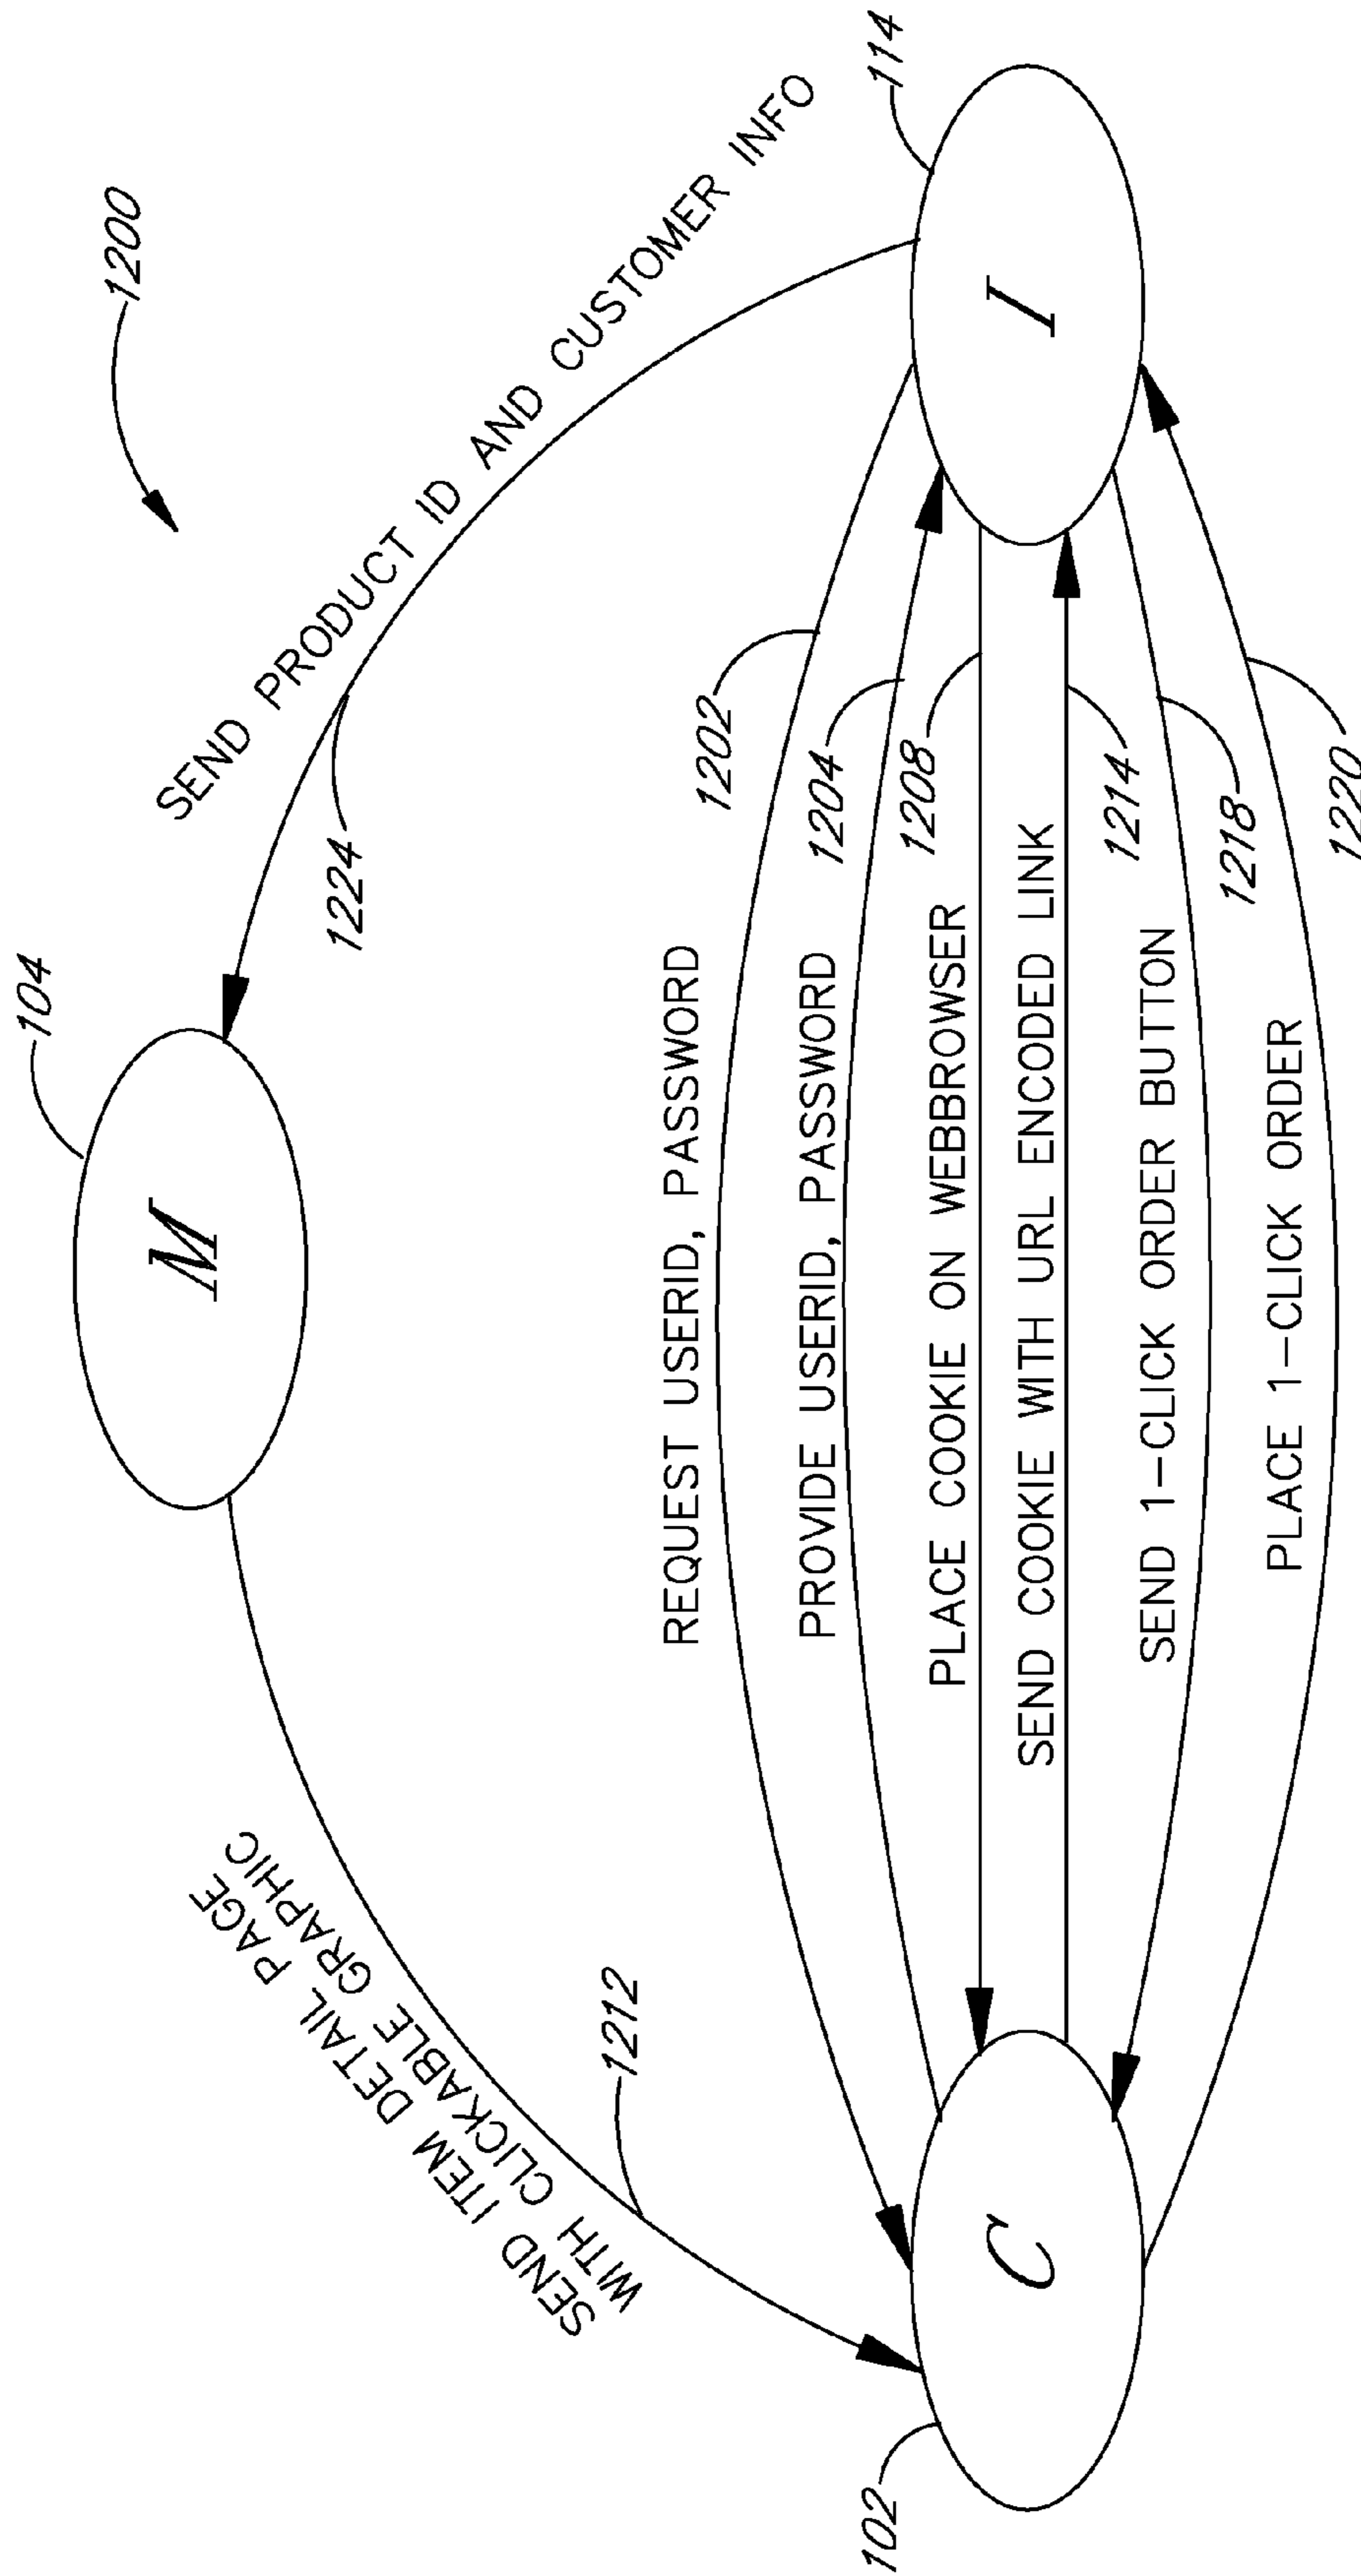 1200
104
M
SEND PRODUCT ID AND CUSTOMER INFO
1224
SEND ITEM DETAIL PAGE
WITH CLICKABLE GRAPHIC
1212
REQUEST USERID, PASSWORD
1202
PROVIDE USERID, PASSWORD
1204
PLACE COOKIE ON WEBBROWSER
1208
SEND COOKIE WITH URL ENCODED LINK
1214
SEND 1-CLICK ORDER BUTTON
1218
PLACE 1-CLICK ORDER
1220
102
C
114
I